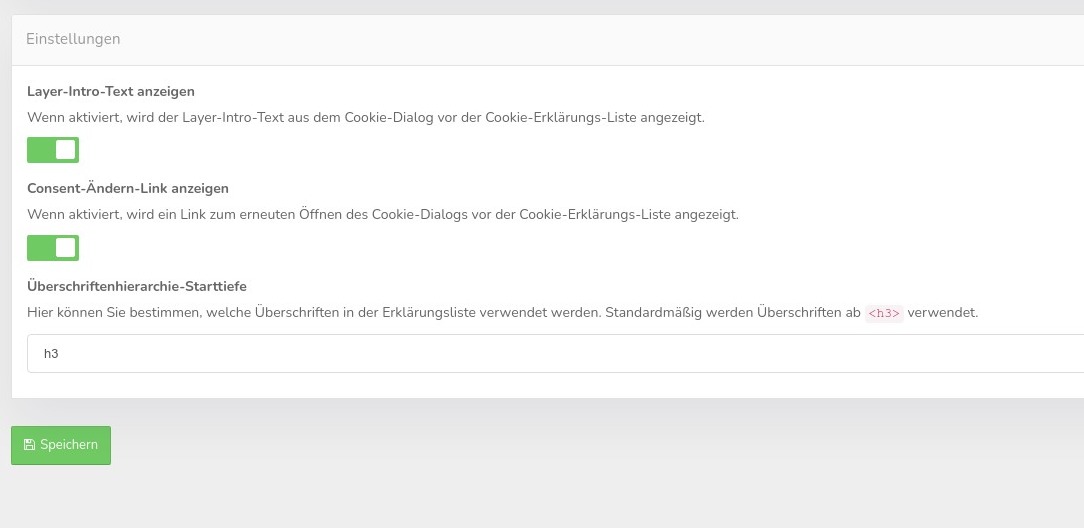 Einstellungen
Layer-Intro-Text anzeigen
Wenn aktiviert, wird der Layer-Intro-Text aus dem Cookie-Dialog vor der Cookie-Erklärungs-Liste angezeigt.
Consent-Ändern-Link anzeigen
Wenn aktiviert, wird ein Link zum erneuten Öffnen des Cookie-Dialogs vor der Cookie-Erklärungs-Liste angezeigt.
Überschriftenhierarchie-Starttiefe
Hier können Sie bestimmen, welche Überschriften in der Erklärungsliste verwendet werden. Standardmäßig werden Überschriften ab <h3> verwendet.
h3
Speichern